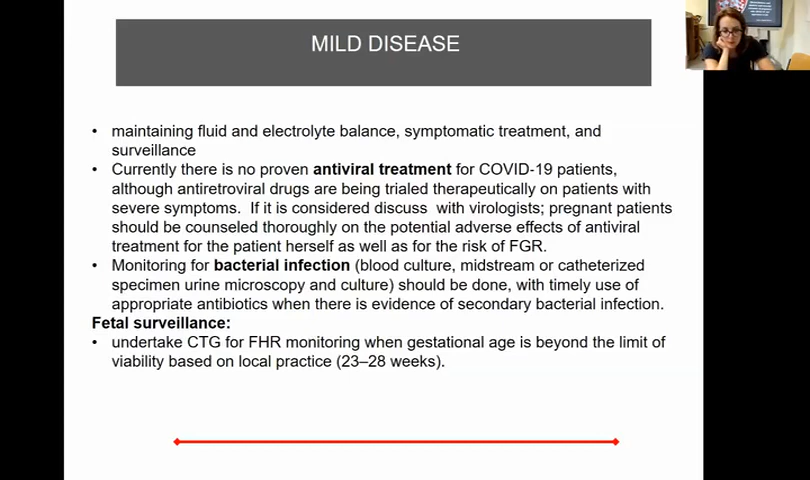 MILD DISEASE
• maintaining fluid and electrolyte balance, symptomatic treatment, and
surveillance
• Currently there is no proven antiviral treatment for COVID-19 patients,
although antiretroviral drugs are being trialed therapeutically on patients with
severe symptoms.  If it is considered discuss  with virologists; pregnant patients
should be counseled thoroughly on the potential adverse effects of antiviral
treatment for the patient herself as well as for the risk of FGR.
• Monitoring for bacterial infection (blood culture, midstream or catheterized
specimen urine microscopy and culture) should be done, with timely use of
appropriate antibiotics when there is evidence of secondary bacterial infection.
Fetal surveillance:
• undertake CTG for FHR monitoring when gestational age is beyond the limit of
viability based on local practice (23–28 weeks).